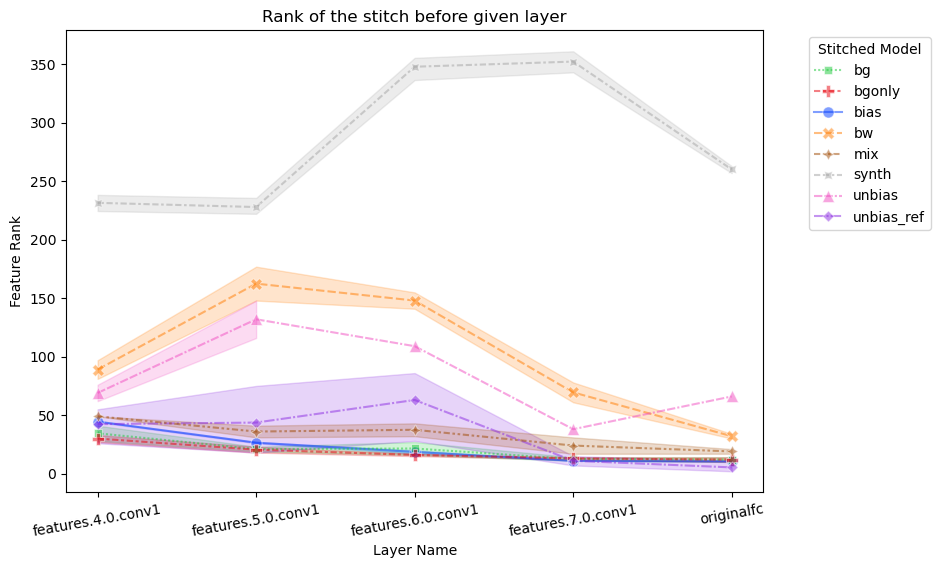 Rank of the stitch before given layer
Feature Rank
350
300
250
200
150
100
50
0
features.4.0.conv1
features.5.0.conv1
features.6.0.conv1
features.7.0.conv1
originalfc
Layer Name
Stitched Model
bg
bgonly
bias
bw
mix
synth
unbias
unbias_ref